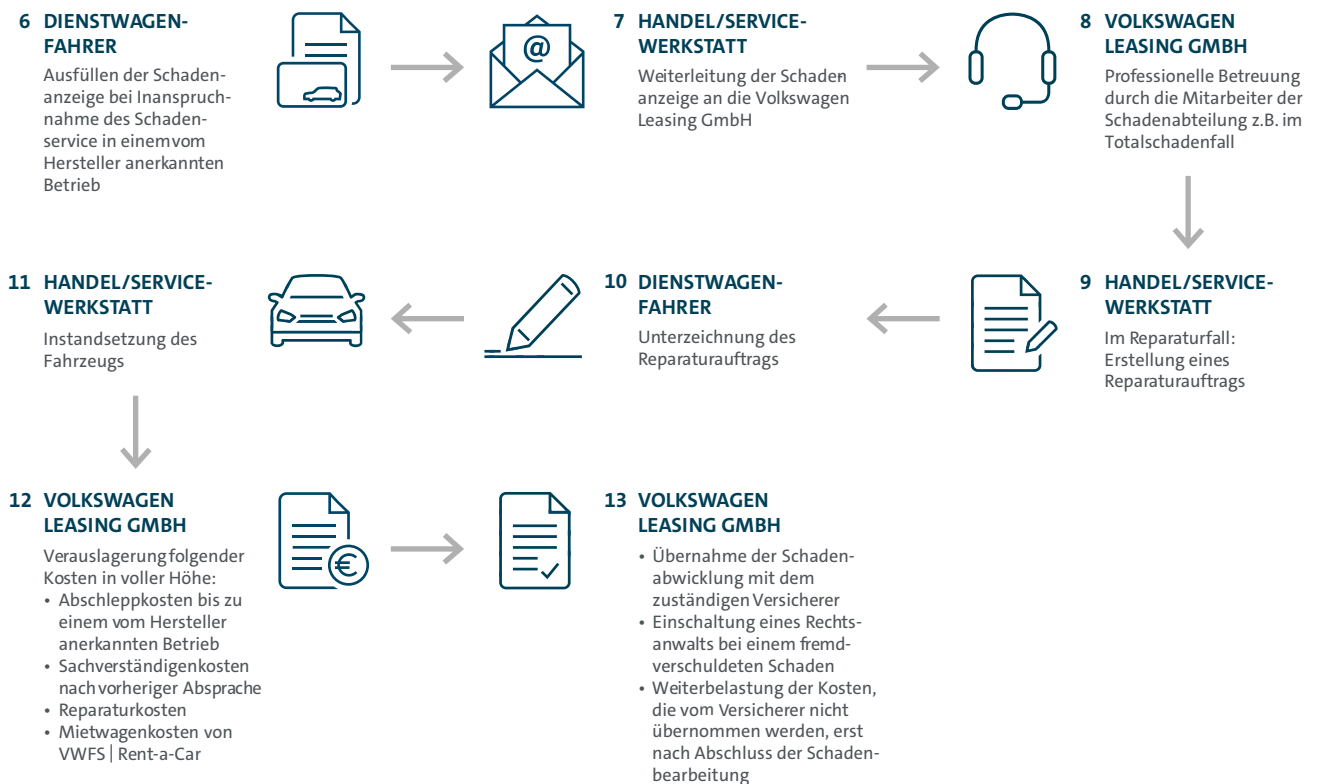 6 DIENSTWAGEN-
FAHRER
Ausfüllen der Schaden-
anzeige bei Inanspruch-
nahme des Schaden-
service in einem vom
Hersteller anerkannten
Betrieb
@
7 HANDEL/SERVICE-
WERKSTATT
Weiterleitung der Schaden-
anzeige an die Volkswagen
Leasing GmbH
8 VOLKSWAGEN
LEASING GMBH
Professionelle Betreuung
durch die Mitarbeiter der
Schadenabteilung z.B. im
Totalschadenfall
9 HANDEL/SERVICE-
WERKSTATT
Im Reparaturfall:
Erstellung eines
Reparaturauftrags
10 DIENSTWAGEN-
FAHRER
Unterzeichnung des
Reparaturauftrags
11 HANDEL/SERVICE-
WERKSTATT
Instandsetzung des
Fahrzeugs
12 VOLKSWAGEN
LEASING GMBH
Verauslagerung folgender
Kosten in voller Höhe:
• Abschleppkosten bis zu
einem vom Hersteller
anerkannten Betrieb
• Sachverständigenkosten
nach vorheriger Absprache
• Reparaturkosten
• Mietwagenkosten von
VWFS | Rent-a-Car
€
13 VOLKSWAGEN
LEASING GMBH
• Übernahme der Schaden-
abwicklung mit dem
zuständigen Versicherer
• Einschaltung eines Rechts-
anwalts bei einem fremd-
verschuldeten Schaden
• Weiterbelastung der Kosten,
die vom Versicherer nicht
übernommen werden, erst
nach Abschluss der Schaden-
bearbeitung